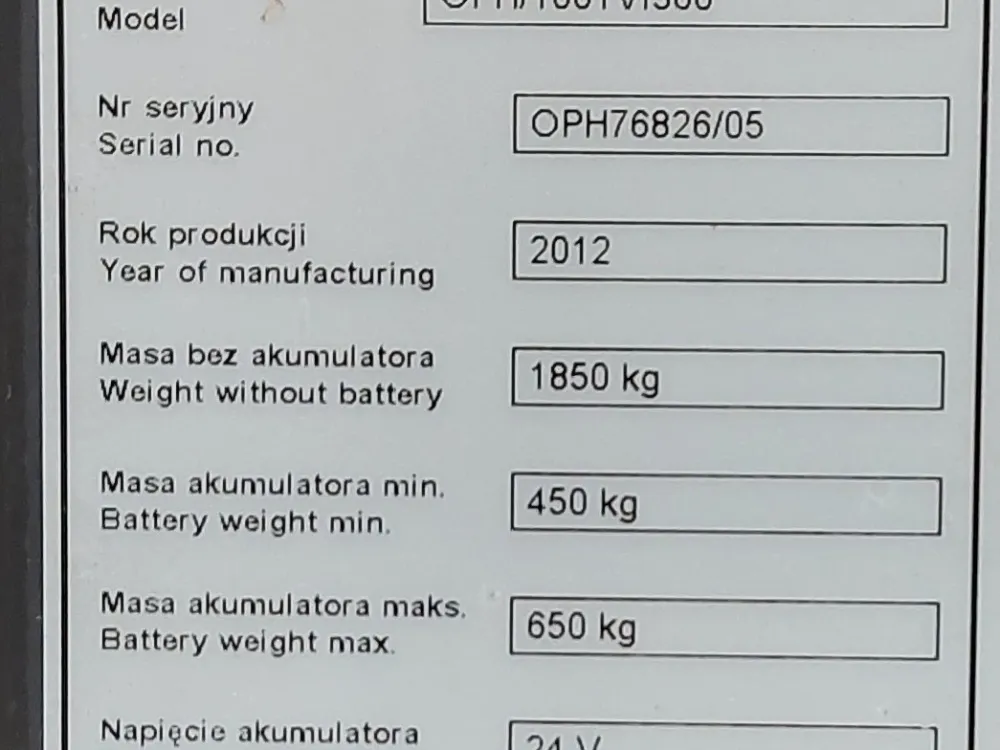 Model
Nr seryjny
Serial no.
OPH76826/05
Rok produkcji
Year of manufacturing
2012
Masa bez akumulatora
Weight without battery
1850 kg
Masa akumulatora min.
Battery weight min.
450 kg
Masa akumulatora maks.
Battery weight max.
650 kg
Napięcie akumulatora
24 V